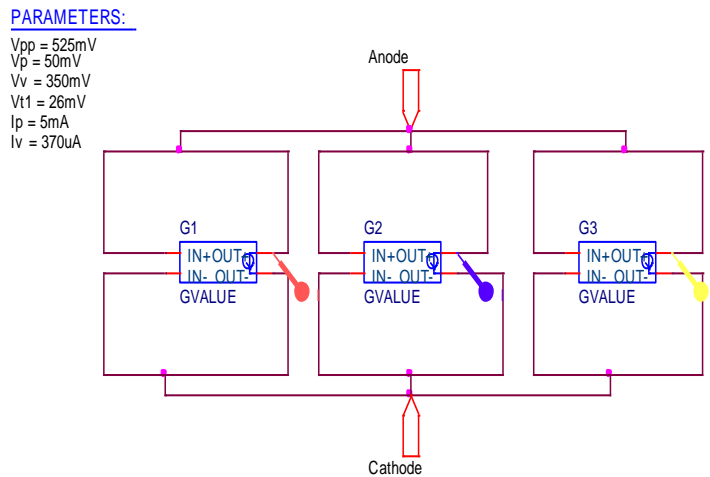 PARAMETERS:
Vpp = 525mV
Vp = 50mV
Vv = 350mV
Vt1 = 26mV
Ip = 5mA
Iv = 370uA
Anode
G1
IN+OUT+
IN- OUT-
GVALUE
G2
IN+OUT+
IN- OUT-
GVALUE
G3
IN+OUT+
IN- OUT-
GVALUE
Cathode